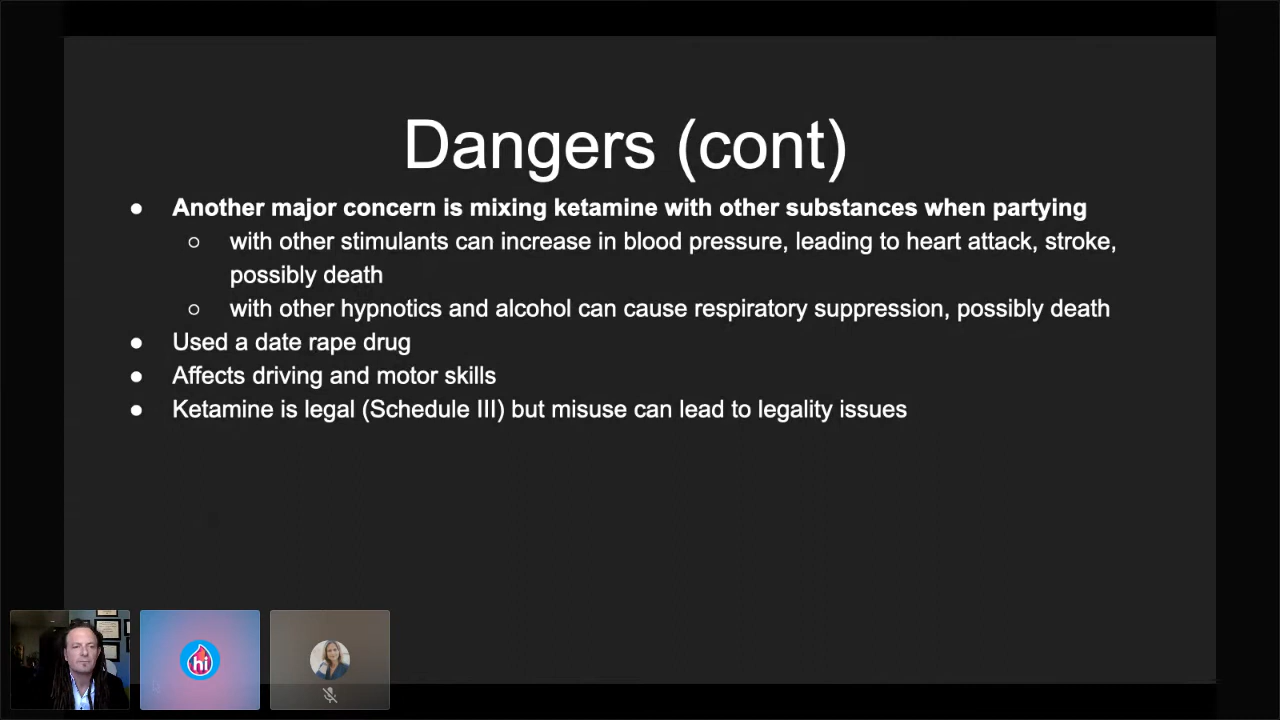 Dangers (cont)
● Another major concern is mixing ketamine with other substances when partying
○ with other stimulants can increase in blood pressure, leading to heart attack, stroke,
possibly death
○ with other hypnotics and alcohol can cause respiratory suppression, possibly death
● Used a date rape drug
● Affects driving and motor skills
● Ketamine is legal (Schedule III) but misuse can lead to legality issues
hi